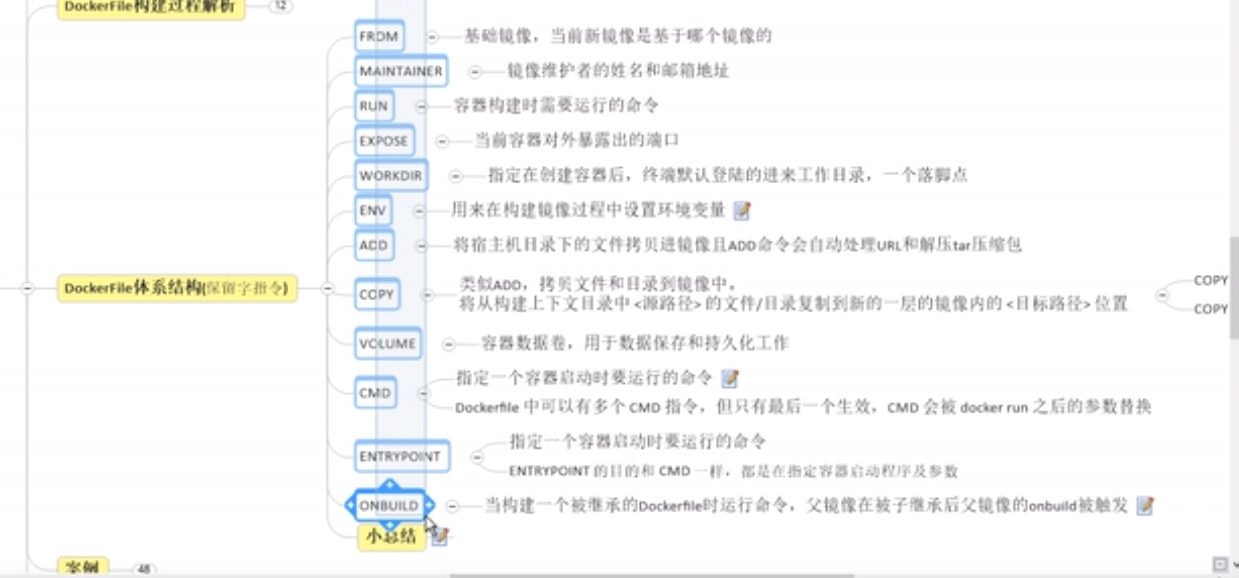 DockerFile构建过程解析 12
FROM 基础镜像，当前新镜像是基于哪个镜像的
MAINTAINER 镜像维护者的姓名和邮箱地址
RUN 容器构建时需要运行的命令
EXPOSE 当前容器对外暴露出的端口
WORKDIR 指定在创建容器后，终端默认登陆的进来工作目录，一个落脚点
ENV 用来在构建镜像过程中设置环境变量
ADD 将宿主机目录下的文件拷贝进镜像且ADD命令会自动处理URL和解压tar压缩包
DockerFile体系结构(保留字指令)
COPY 类似ADD，拷贝文件和目录到镜像中。
将从构建上下文目录中 <源路径> 的文件/目录复制到新的一层的镜像内的 <目标路径> 位置
COPY
COPY
VOLUME 容器数据卷，用于数据保存和持久化工作
CMD 指定一个容器启动时要运行的命令
Dockerfile 中可以有多个 CMD 指令，但只有最后一个生效，CMD 会被 docker run 之后的参数替换
ENTRYPOINT 指定一个容器启动时要运行的命令
ENTRYPOINT 的目的和 CMD 一样，都是在指定容器启动程序及参数
ONBUILD 当构建一个被继承的Dockerfile时运行命令，父镜像在被子继承后父镜像的onbuild被触发
小总结
案例 48